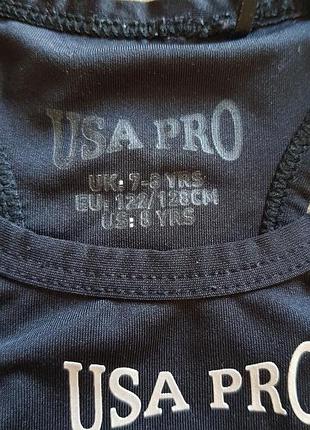 USA PRO
UK: 7-8 YRS
EU: 122/128CM
US: 8 YRS
USA PRO